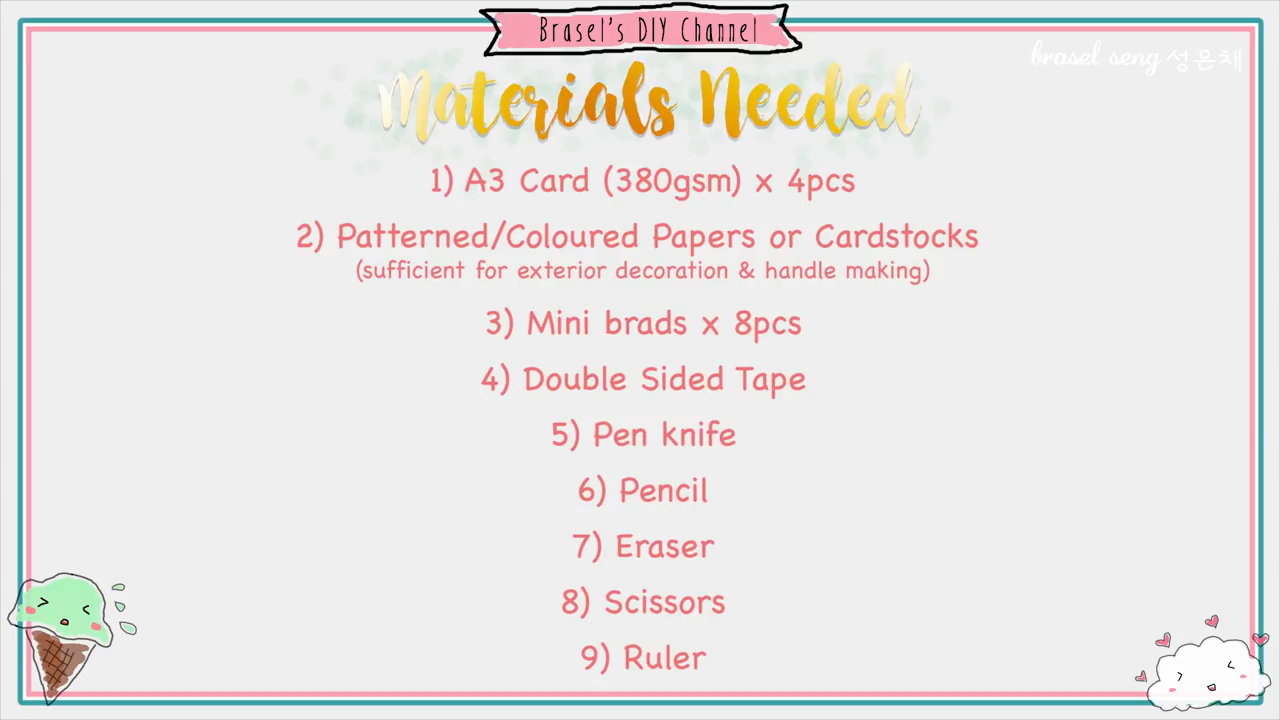 Brasel's DIY Channel
brasel seng 성은채
Materials Needed
1) A3 Card (380gsm) x 4pcs
2) Patterned/Coloured Papers or Cardstocks
(sufficient for exterior decoration & handle making)
3) Mini brads x 8pcs
4) Double Sided Tape
5) Pen knife
6) Pencil
7) Eraser
8) Scissors
9) Ruler